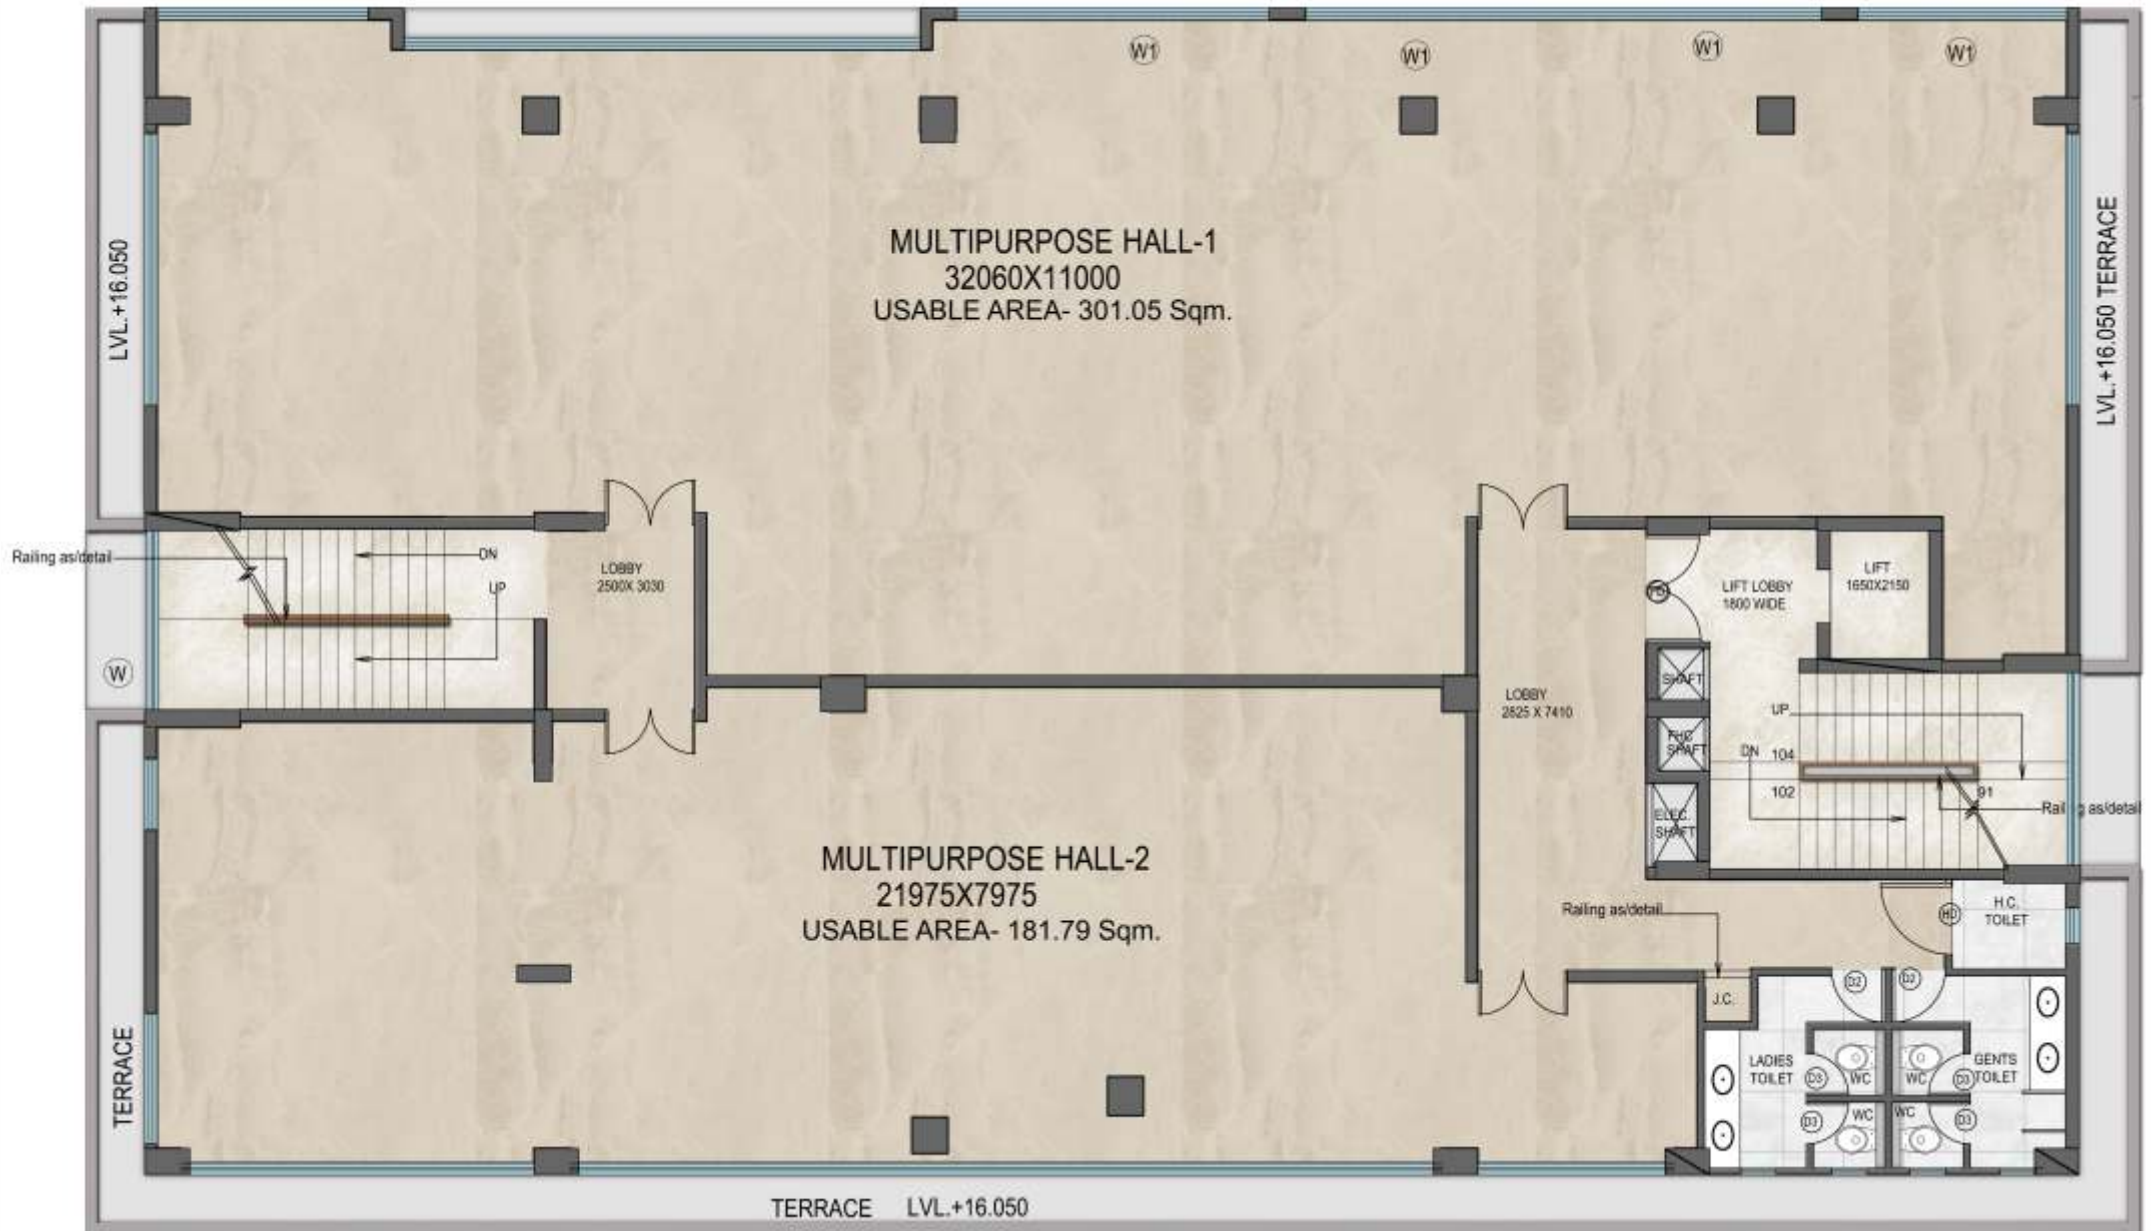 W1
W1
W1
W1
MULTIPURPOSE HALL-1
32060X11000
USABLE AREA- 301.05 Sqm.
LVL.+16.050
LVL.+16.050 TERRACE
Railing as/detail
DN
UP
LOBBY
2500X 3030
W
LIFT LOBBY
1800 WIDE
LIFT
1650X2150
SHAFT
FHC
SHAFT
ELEC.
SHAFT
LOBBY
2825 X 7410
UP
DN
104
102
91
Railing as/detail
MULTIPURPOSE HALL-2
21975X7975
USABLE AREA- 181.79 Sqm.
Railing as/detail
HD
H.C.
TOILET
J.C.
D2
D2
LADIES
TOILET
D3
WC
WC
D3
GENTS
TOILET
D3
WC
WC
D3
TERRACE
TERRACE LVL.+16.050